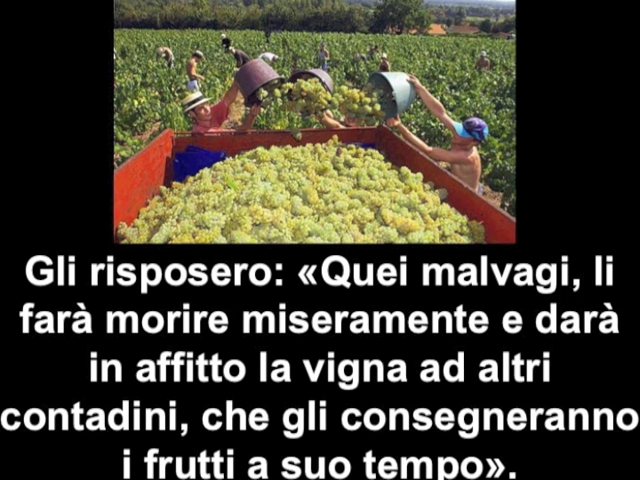 Gli risposero: «Quei malvagi, li
farà morire miseramente e darà
in affitto la vigna ad altri
contadini, che gli consegneranno
i frutti a suo tempo».